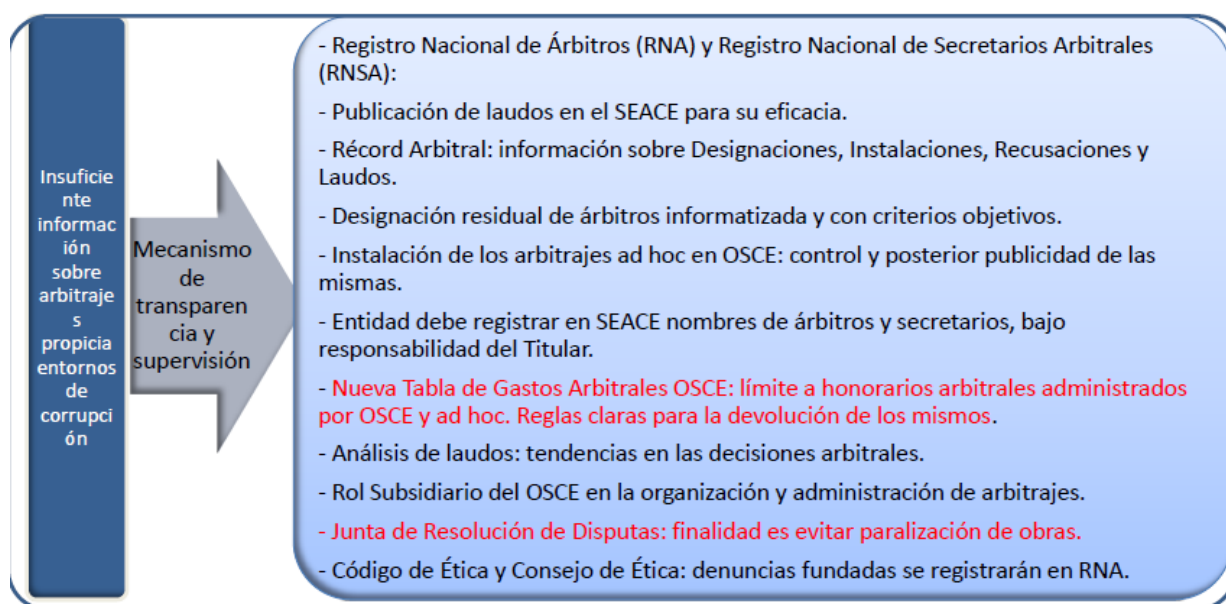 Insuficie
nte
informac
ión
sobre
arbitraje
s
propicia
entornos
de
corrupci
ón
Mecanismo
de
transparen
cia y
supervisión
- Registro Nacional de Árbitros (RNA) y Registro Nacional de Secretarios Arbitrales
(RNSA):
- Publicación de laudos en el SEACE para su eficacia.
- Récord Arbitral: información sobre Designaciones, Instalaciones, Recusaciones y
Laudos.
- Designación residual de árbitros informatizada y con criterios objetivos.
- Instalación de los arbitrajes ad hoc en OSCE: control y posterior publicidad de las
mismas.
- Entidad debe registrar en SEACE nombres de árbitros y secretarios, bajo
responsabilidad del Titular.
- Nueva Tabla de Gastos Arbitrales OSCE: límite a honorarios arbitrales administrados
por OSCE y ad hoc. Reglas claras para la devolución de los mismos.
- Análisis de laudos: tendencias en las decisiones arbitrales.
- Rol Subsidiario del OSCE en la organización y administración de arbitrajes.
- Junta de Resolución de Disputas: finalidad es evitar paralización de obras.
- Código de Ética y Consejo de Ética: denuncias fundadas se registrarán en RNA.